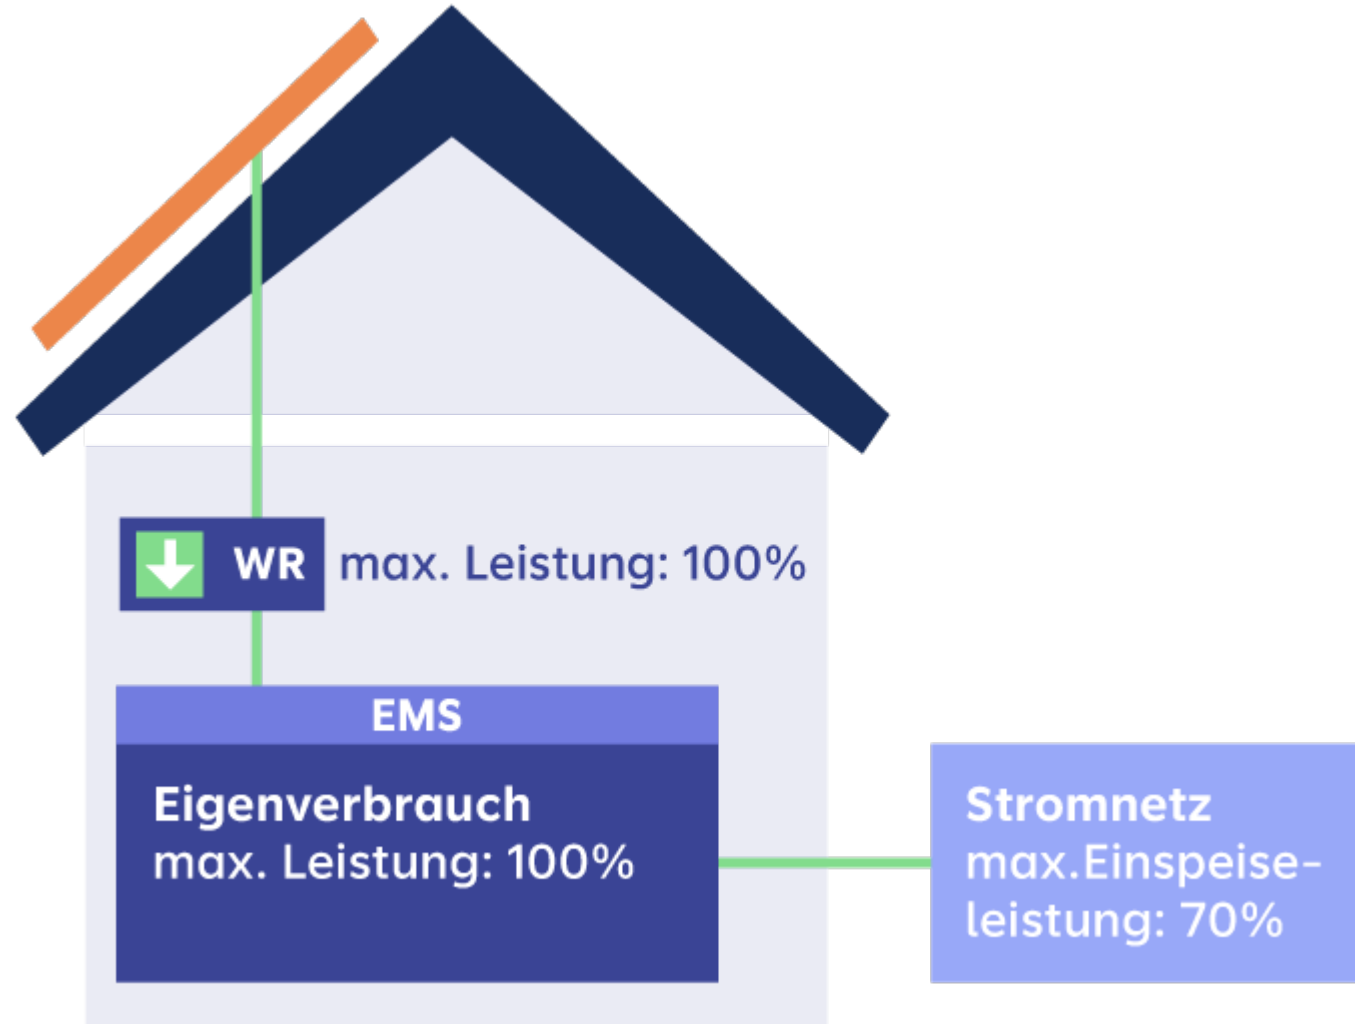 WR
max. Leistung: 100%
EMS
Eigenverbrauch
max. Leistung: 100%
Stromnetz
max.Einspeise-
leistung: 70%